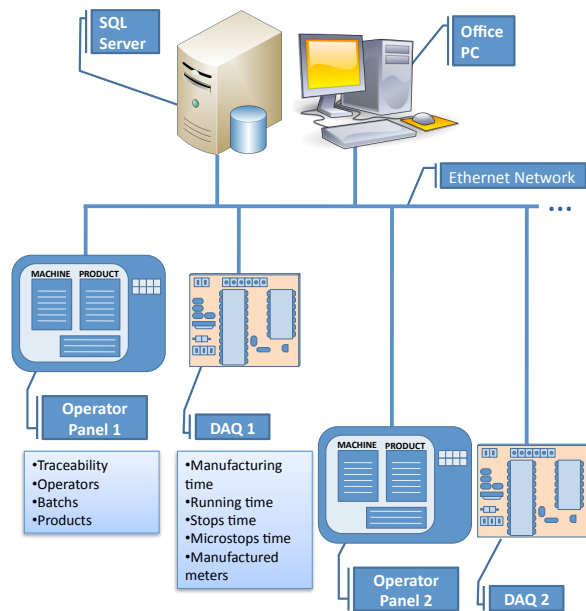 SQL
Server
Office
PC
Ethernet Network
...
MACHINE PRODUCT
Operator
Panel 1
DAQ 1
•Traceability
•Operators
•Batchs
•Products
•Manufacturing
time
•Running time
•Stops time
•Microstops time
•Manufactured
meters
MACHINE PRODUCT
Operator
Panel 2
DAQ 2